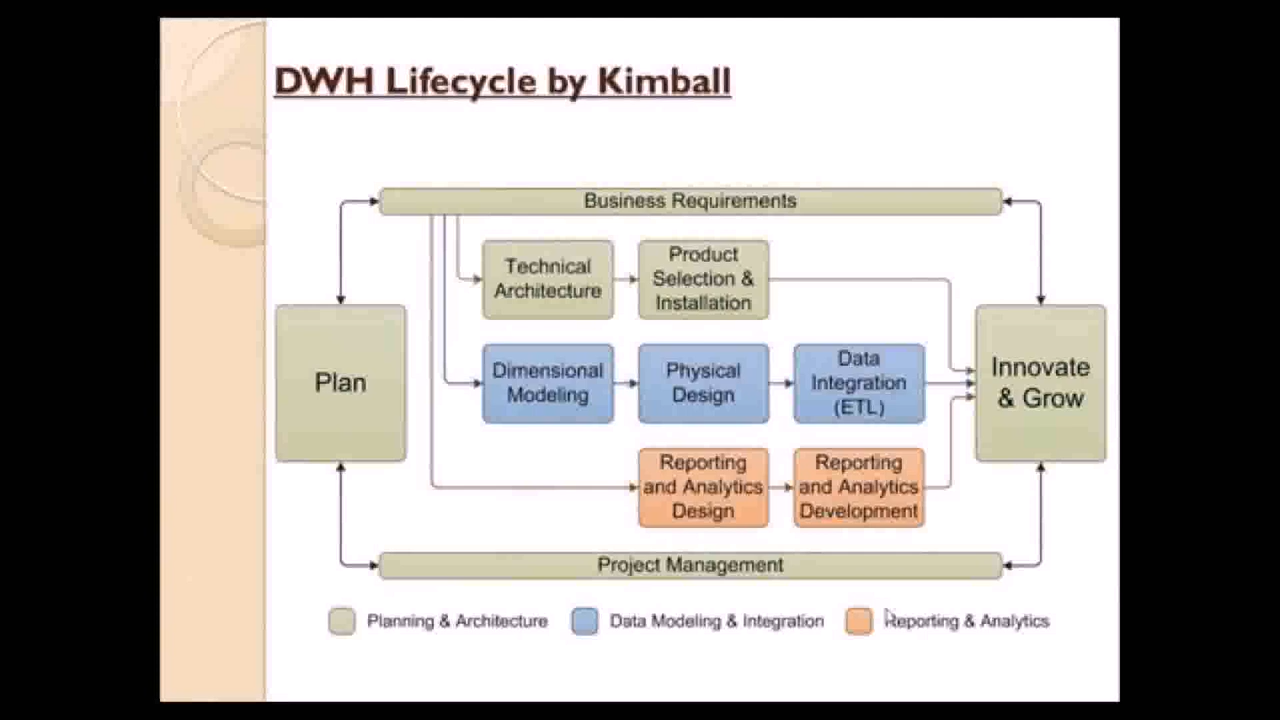 DWH Lifecycle by Kimball
Business Requirements
Technical
Architecture
Product
Selection &
Installation
Plan
Dimensional
Modeling
Physical
Design
Data
Integration
(ETL)
Innovate
& Grow
Reporting
and Analytics
Design
Reporting
and Analytics
Development
Project Management
Planning & Architecture
Data Modeling & Integration
Reporting & Analytics